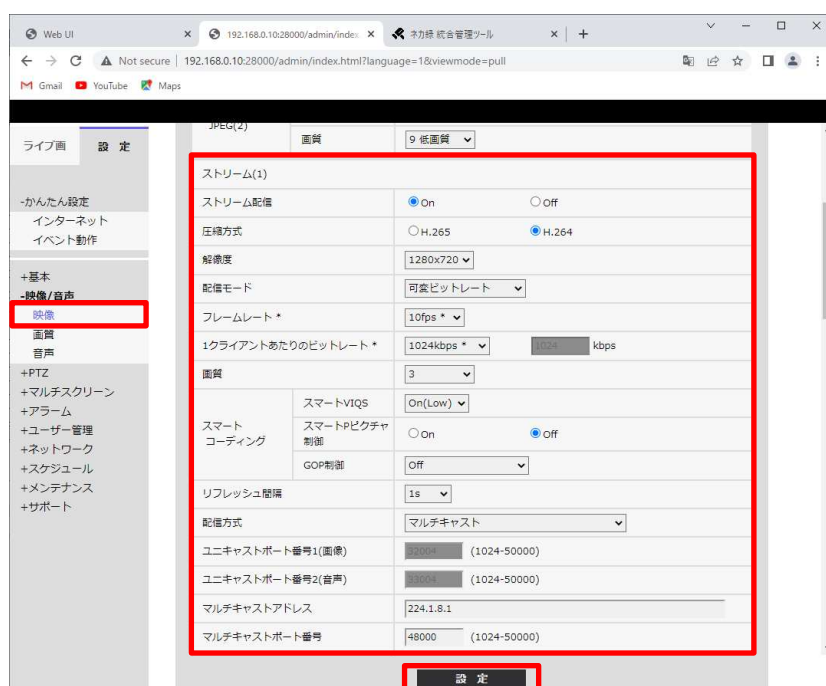 Web UI
192.168.0.10:28000/admin/index
ネカ録 統合管理ツール
Not secure
192.168.0.10:28000/admin/index.html?language=1&viewmode=pull
Gmail
YouTube
Maps
ライブ画
設 定
-かんたん設定
インターネット
イベント動作
+基本
-映像/音声
映像
画質
音声
+PTZ
+マルチスクリーン
+アラーム
+ユーザー管理
+ネットワーク
+スケジュール
+メンテナンス
+サポート
JPEG(2)
画質 9 低画質
ストリーム(1)
ストリーム配信 On Off
圧縮方式 H.265 H.264
解像度 1280x720
配信モード 可変ビットレート
フレームレート * 10fps *
1クライアントあたりのビットレート * 1024kbps * 1024 kbps
画質 3
スマート
コーディング
スマートVIQS On(Low)
スマートPピクチャ
制御 On Off
GOP制御 Off
リフレッシュ間隔 1s
配信方式 マルチキャスト
ユニキャストポート番号1(画像) 32004 (1024-50000)
ユニキャストポート番号2(音声) 33004 (1024-50000)
マルチキャストアドレス 224.1.8.1
マルチキャストポート番号 48000 (1024-50000)
設 定